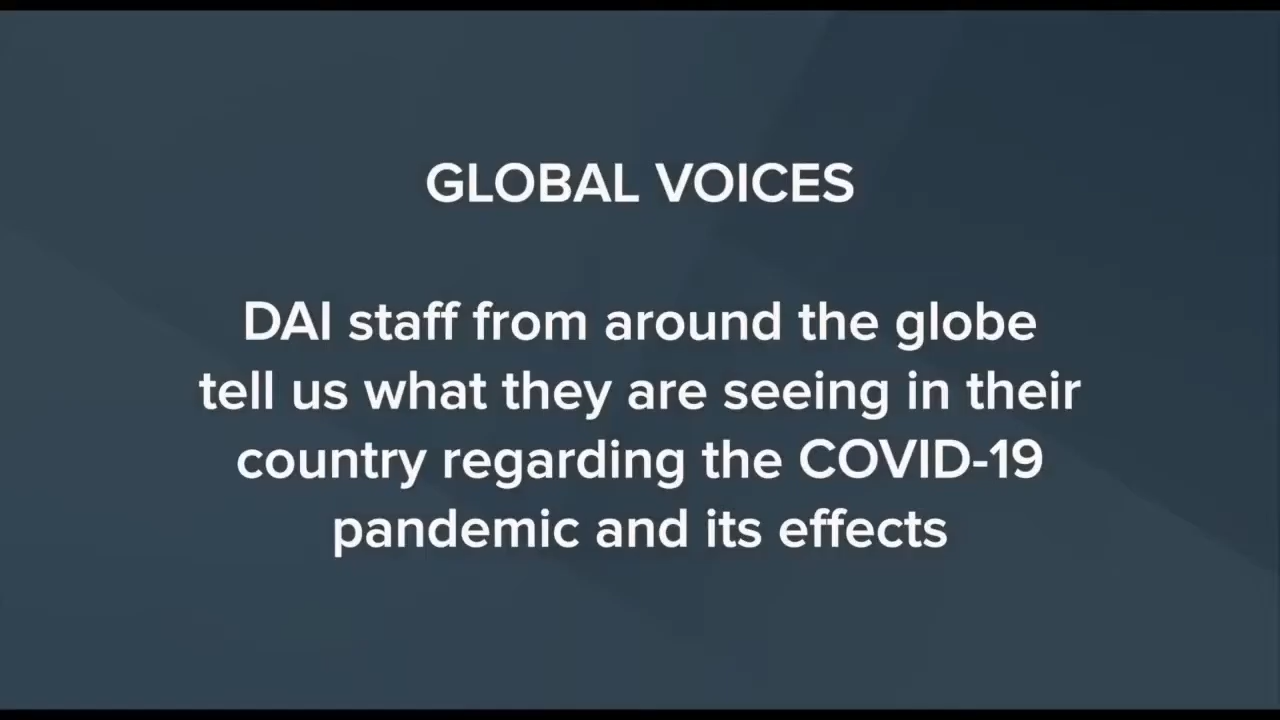 GLOBAL VOICES
DAI staff from around the globe
tell us what they are seeing in their
country regarding the COVID-19
pandemic and its effects